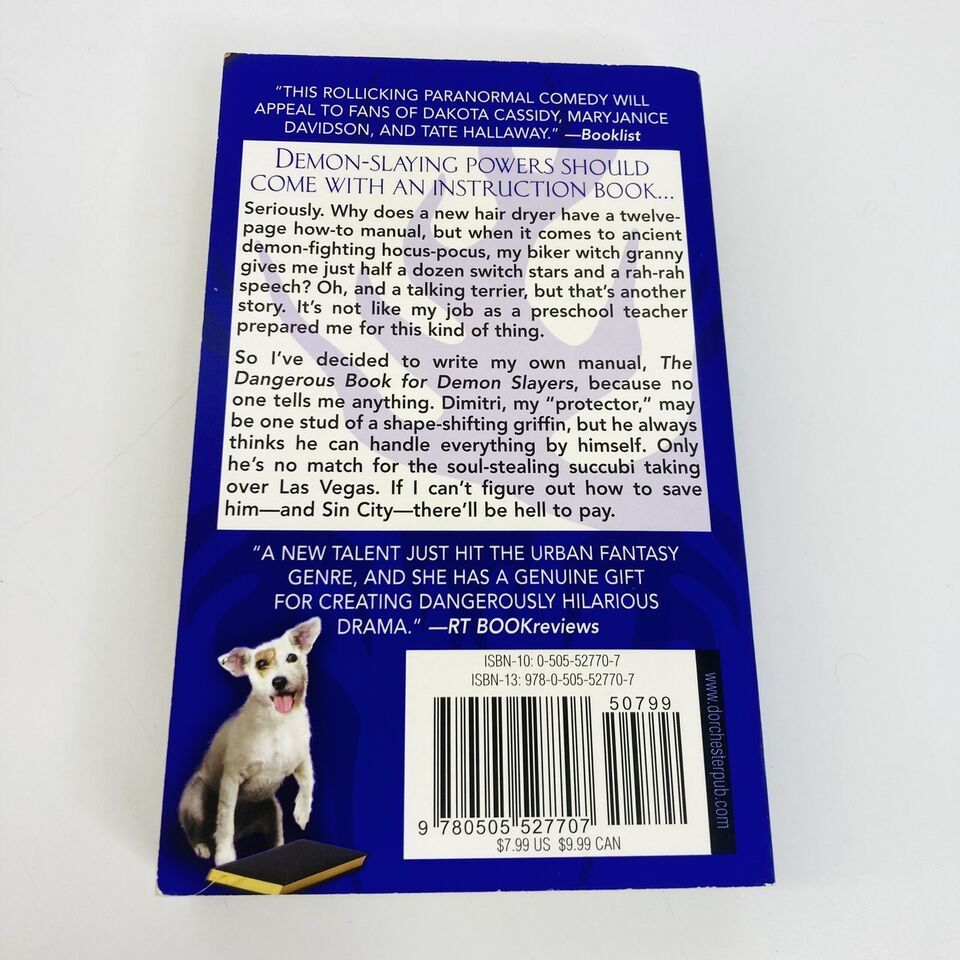 “THIS ROLLICKING PARANORMAL COMEDY WILL
APPEAL TO FANS OF DAKOTA CASSIDY, MARYJANICE
DAVIDSON, AND TATE HALLAWAY.” —Booklist
DEMON-SLAYING POWERS SHOULD
COME WITH AN INSTRUCTION BOOK...
Seriously. Why does a new hair dryer have a twelve-
page how-to manual, but when it comes to ancient
demon-fighting hocus-pocus, my biker witch granny
gives me just half a dozen switch stars and a rah-rah
speech? Oh, and a talking terrier, but that’s another
story. It’s not like my job as a preschool teacher
prepared me for this kind of thing.
So I’ve decided to write my own manual, The
Dangerous Book for Demon Slayers, because no
one tells me anything. Dimitri, my “protector,” may
be one stud of a shape-shifting griffin, but he always
thinks he can handle everything by himself. Only
he’s no match for the soul-stealing succubi taking
over Las Vegas. If I can’t figure out how to save
him—and Sin City—there’ll be hell to pay.
“A NEW TALENT JUST HIT THE URBAN FANTASY
GENRE, AND SHE HAS A GENUINE GIFT
FOR CREATING DANGEROUSLY HILARIOUS
DRAMA.” —RT BOOKreviews
ISBN-10: 0-505-52770-7
ISBN-13: 978-0-505-52770-7
50799
9 780505 527707
$7.99 US $9.99 CAN
www.dorchesterpub.com